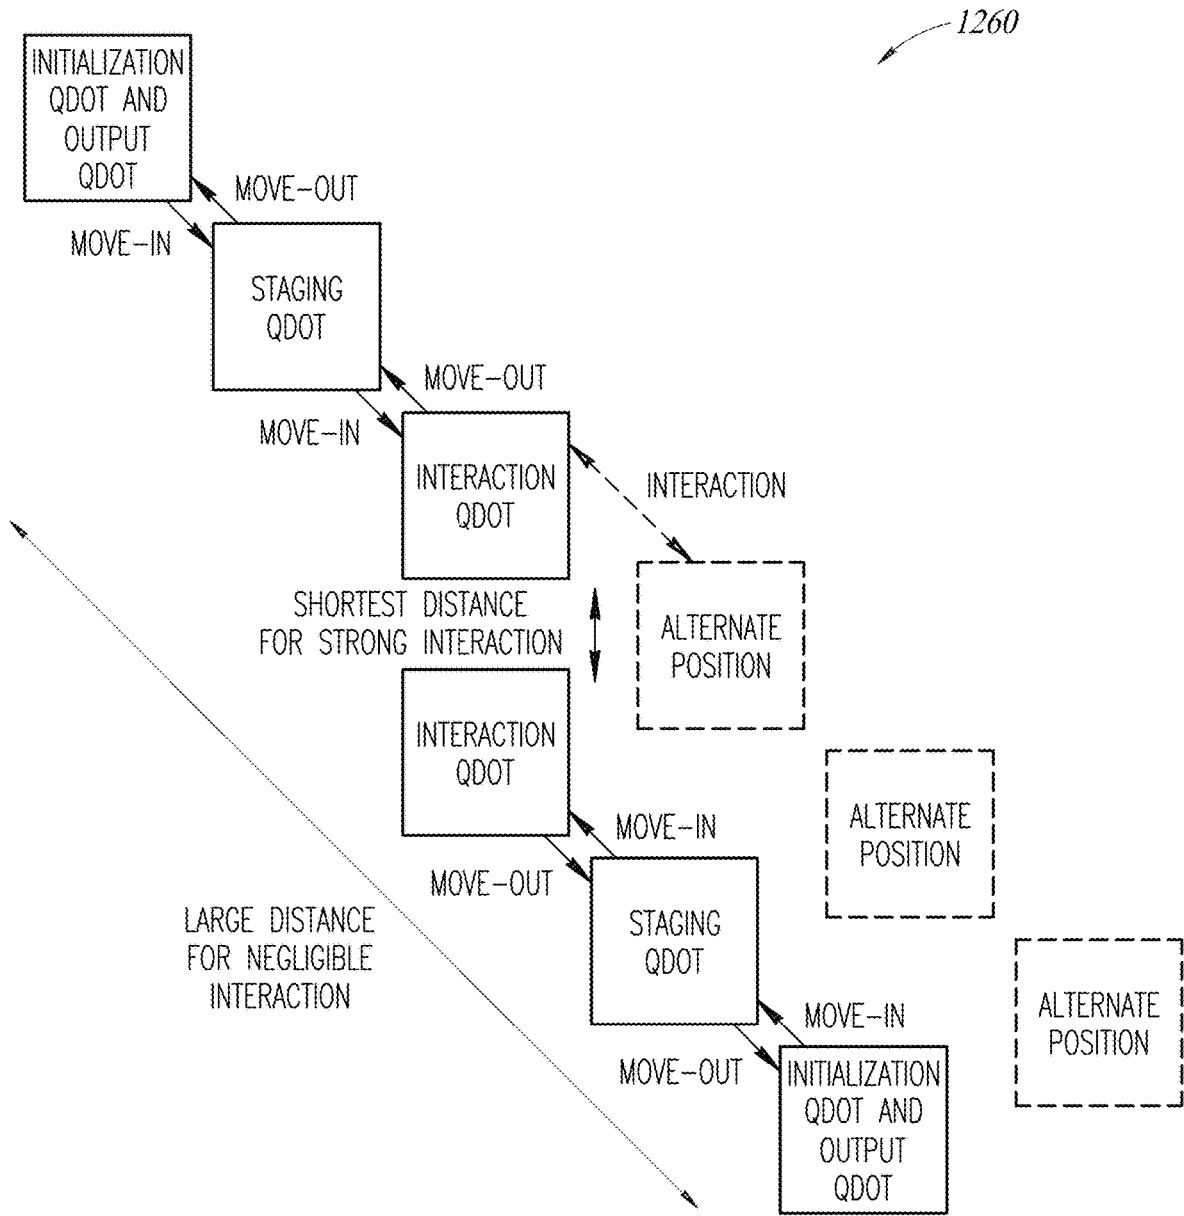 1260
INITIALIZATION
QDOT AND
OUTPUT
QDOT
MOVE-OUT
MOVE-IN
STAGING
QDOT
MOVE-OUT
MOVE-IN
INTERACTION
QDOT
INTERACTION
SHORTEST DISTANCE
FOR STRONG INTERACTION
ALTERNATE
POSITION
INTERACTION
QDOT
ALTERNATE
POSITION
MOVE-IN
MOVE-OUT
LARGE DISTANCE
FOR NEGLIGIBLE
INTERACTION
STAGING
QDOT
ALTERNATE
POSITION
MOVE-IN
MOVE-OUT
INITIALIZATION
QDOT AND
OUTPUT
QDOT